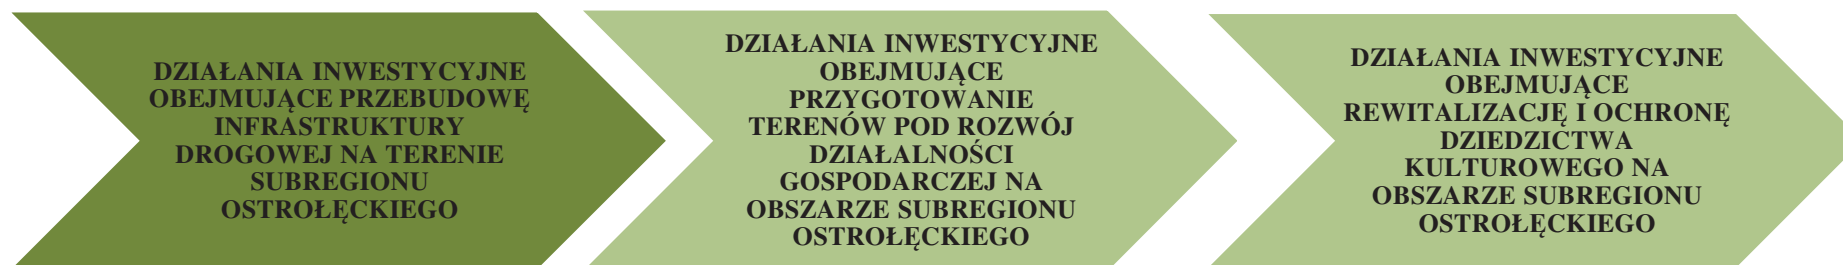 DZIAŁANIA INWESTYCYJNE
OBEJMUJĄCE PRZEBUDOWĘ
INFRASTRUKTURY
DROGOWEJ NA TERENIE
SUBREGIONU
OSTROŁĘCKIEGO
DZIAŁANIA INWESTYCYJNE
OBEJMUJĄCE
PRZYGOTOWANIE
TERENÓW POD ROZWÓJ
DZIAŁALNOŚCI
GOSPODARCZEJ NA
OBSZARZE SUBREGIONU
OSTROŁĘCKIEGO
DZIAŁANIA INWESTYCYJNE
OBEJMUJĄCE
REWITALIZACJĘ I OCHRONĘ
DZIEDZICTWA
KULTUROWEGO NA
OBSZARZE SUBREGIONU
OSTROŁĘCKIEGO